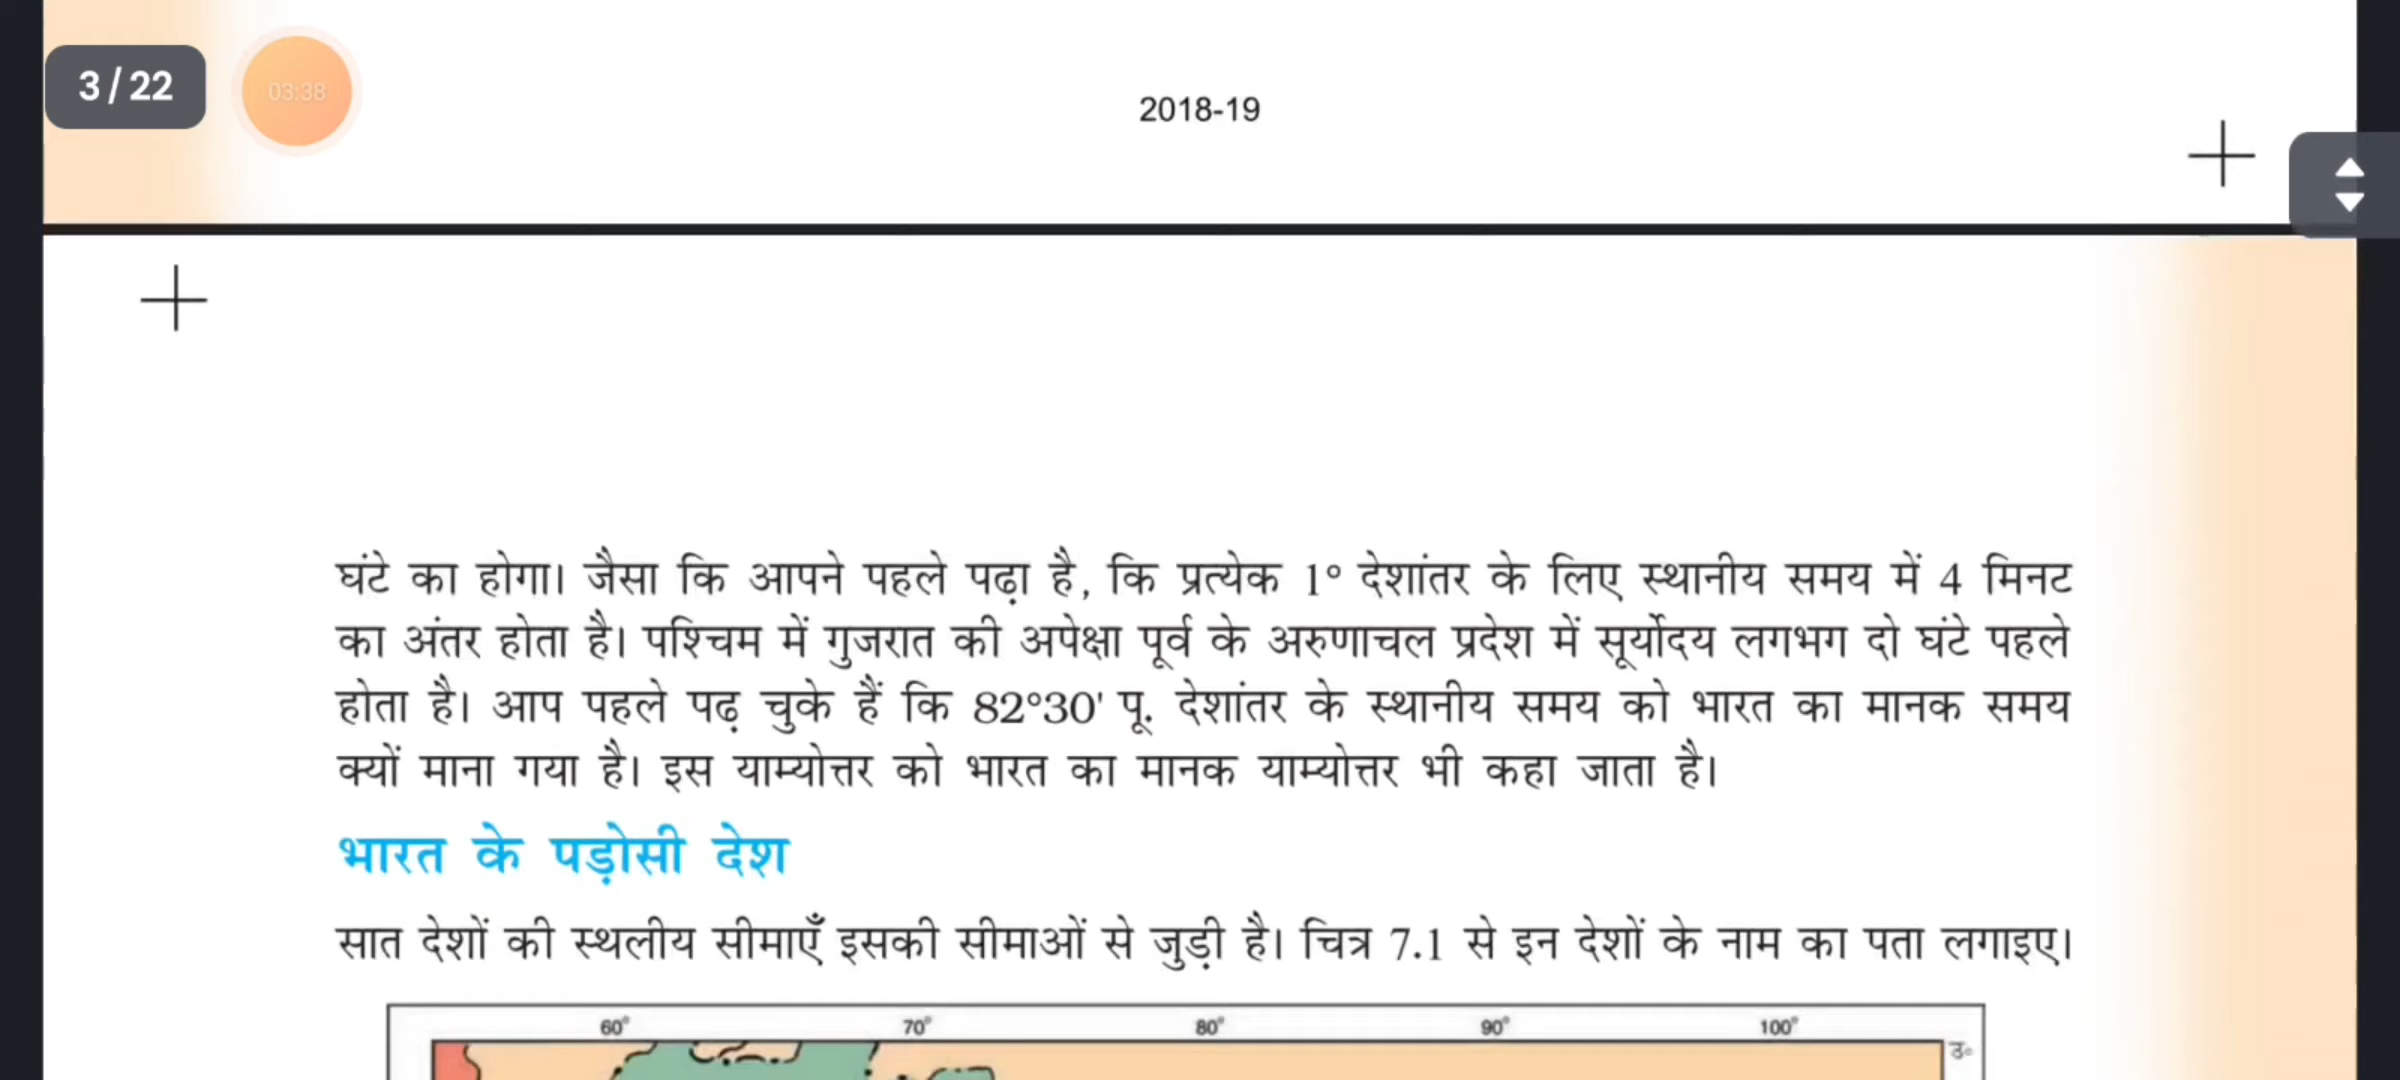 3 / 22
03:38
2018-19
घंटे का होगा। जैसा कि आपने पहले पढ़ा है, कि प्रत्येक 1° देशांतर के लिए स्थानीय समय में 4 मिनट
का अंतर होता है। पश्चिम में गुजरात की अपेक्षा पूर्व के अरुणाचल प्रदेश में सूर्योदय लगभग दो घंटे पहले
होता है। आप पहले पढ़ चुके हैं कि 82°30' पू. देशांतर के स्थानीय समय को भारत का मानक समय
क्यों माना गया है। इस याम्योत्तर को भारत का मानक याम्योत्तर भी कहा जाता है।
भारत के पड़ोसी देश
सात देशों की स्थलीय सीमाएँ इसकी सीमाओं से जुड़ी है। चित्र 7.1 से इन देशों के नाम का पता लगाइए।
60° 70° 80° 90° 100°
उ॰